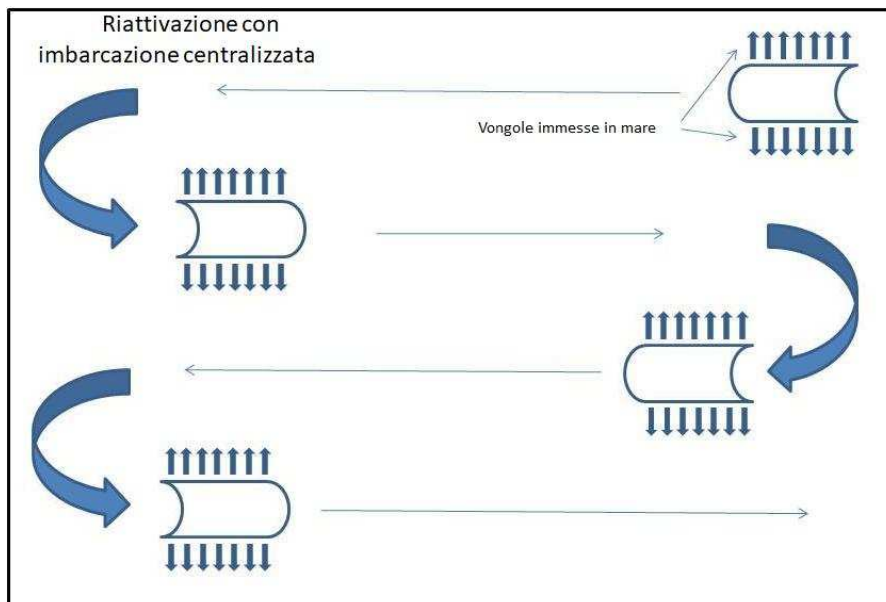 Riattivazione con
imbarcazione centralizzata
Vongole immesse in mare